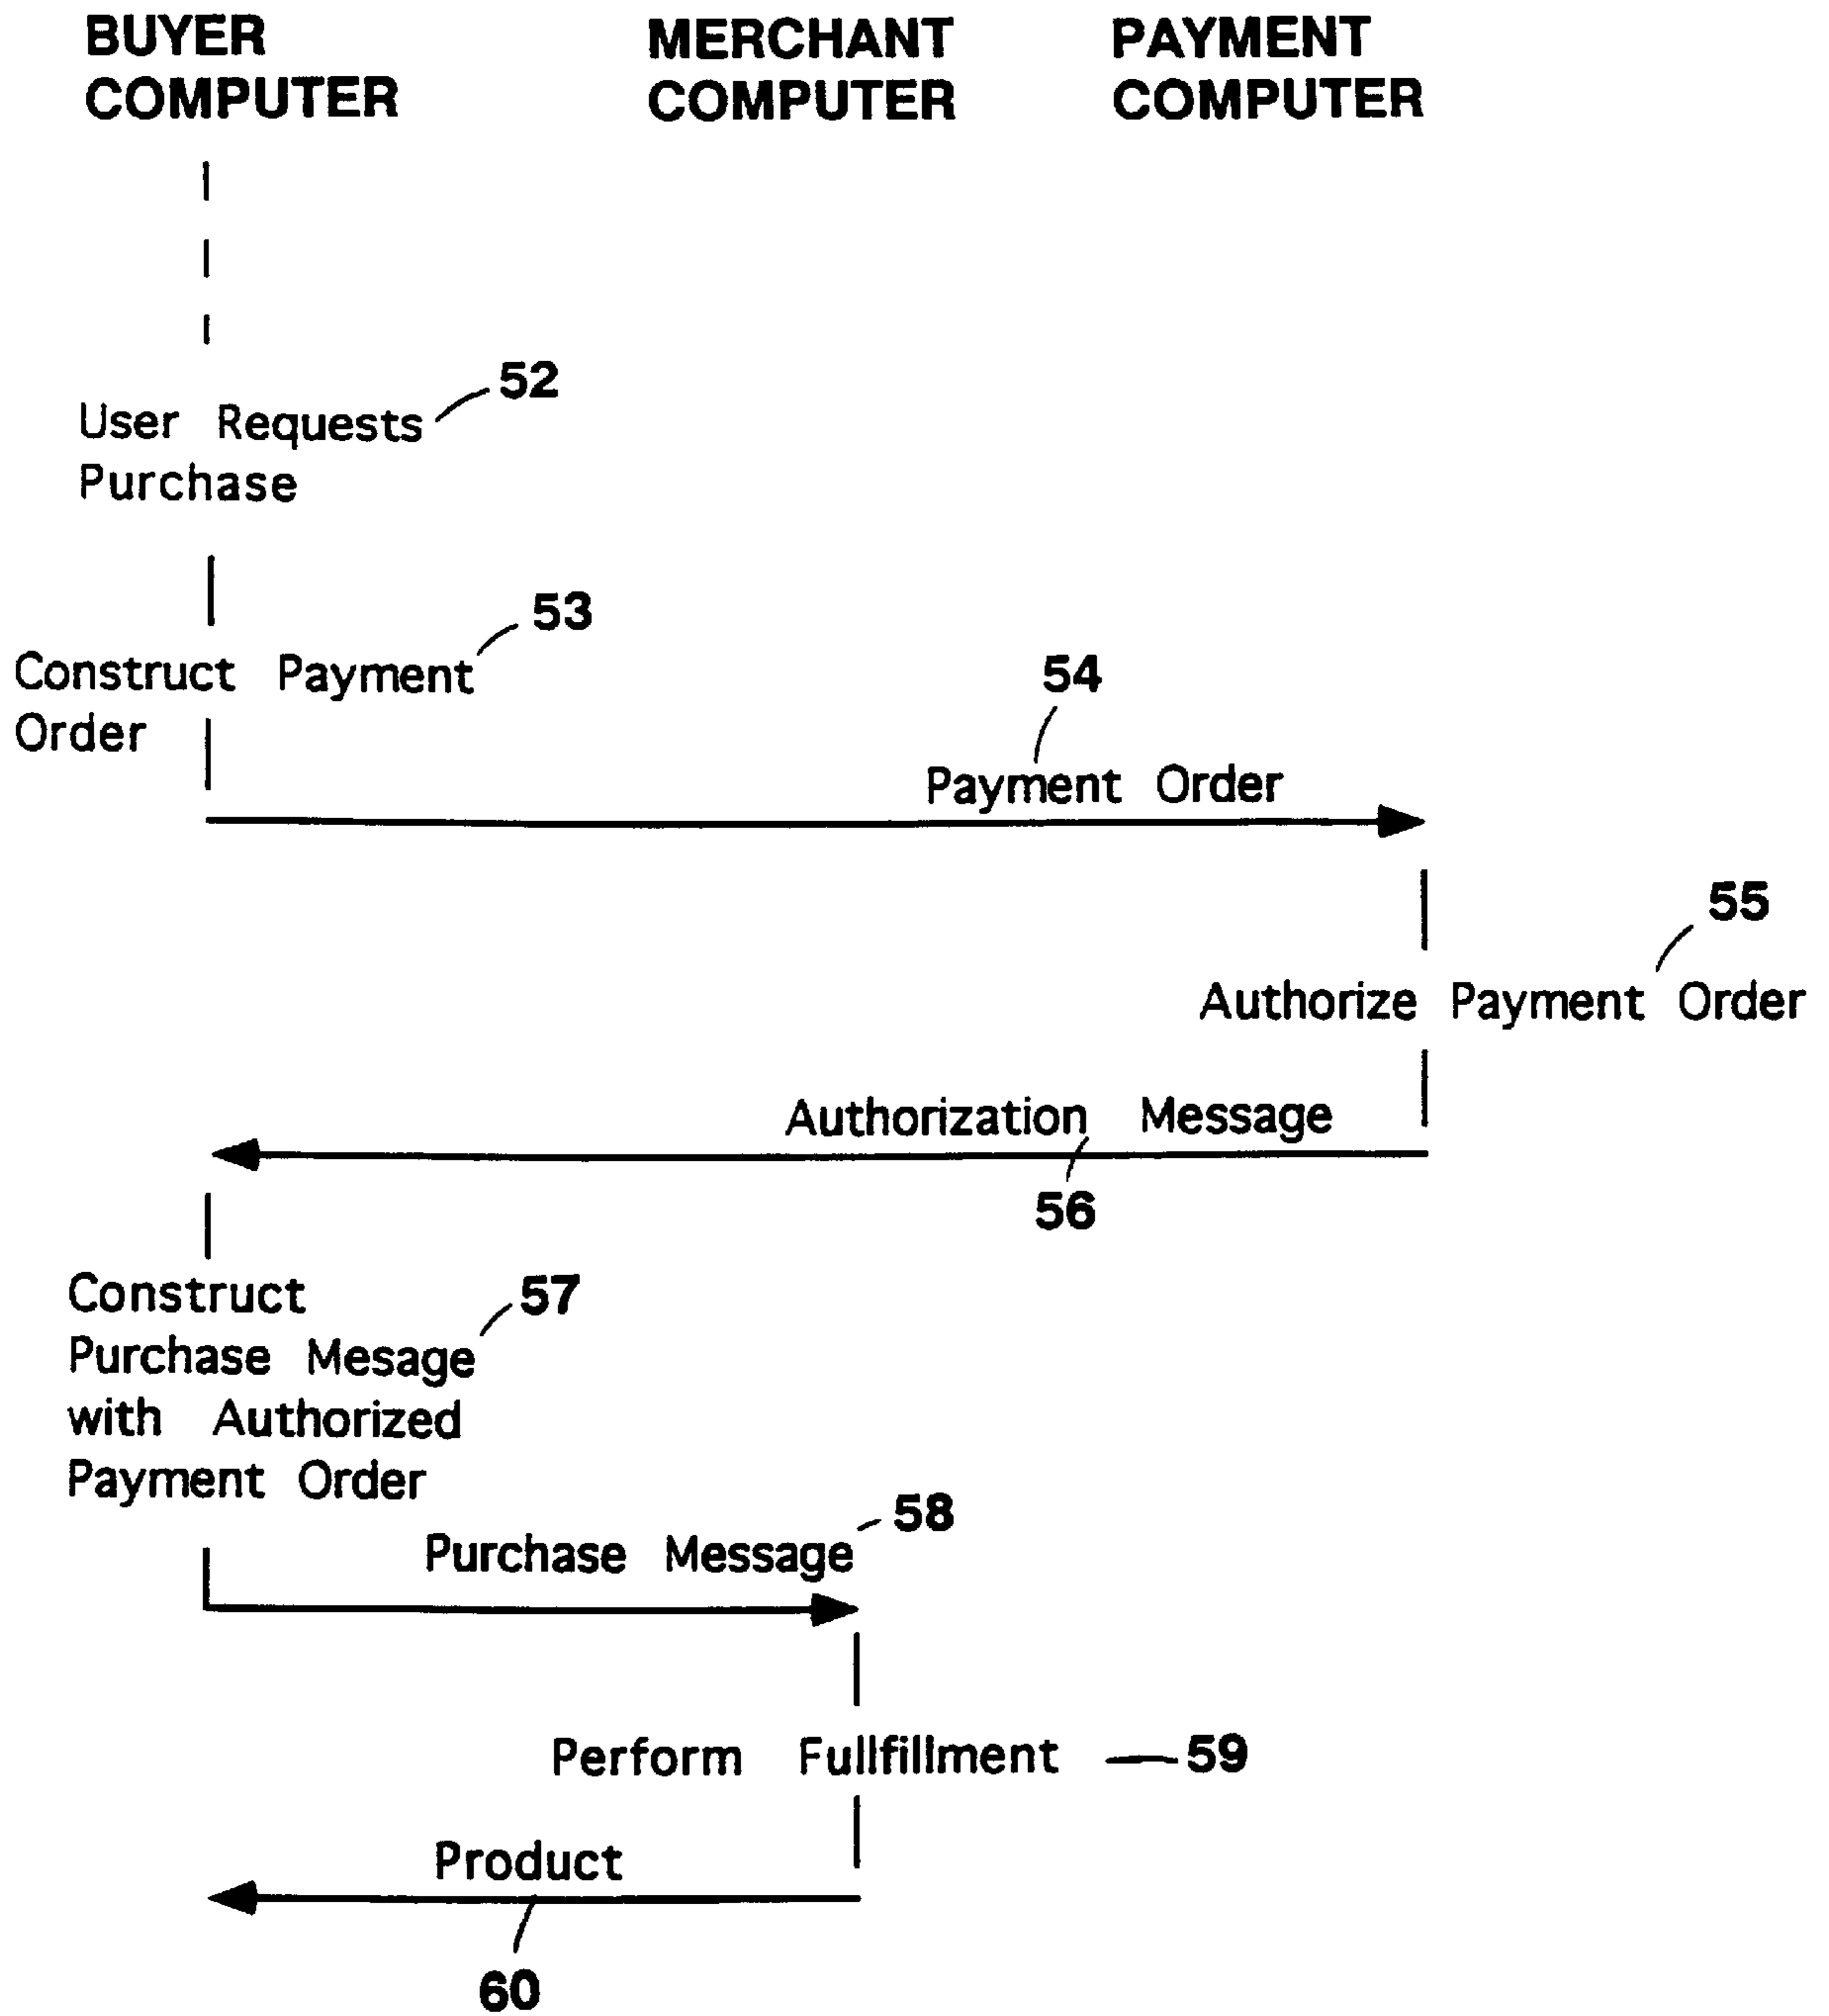 BUYER
COMPUTER
MERCHANT
COMPUTER
PAYMENT
COMPUTER
52
User Requests
Purchase
53
Construct Payment
Order
54
Payment Order
55
Authorize Payment Order
Authorization Message
56
Construct
57
Purchase Mesage
with Authorized
Payment Order
58
Purchase Message
Perform Fullfillment
59
Product
60